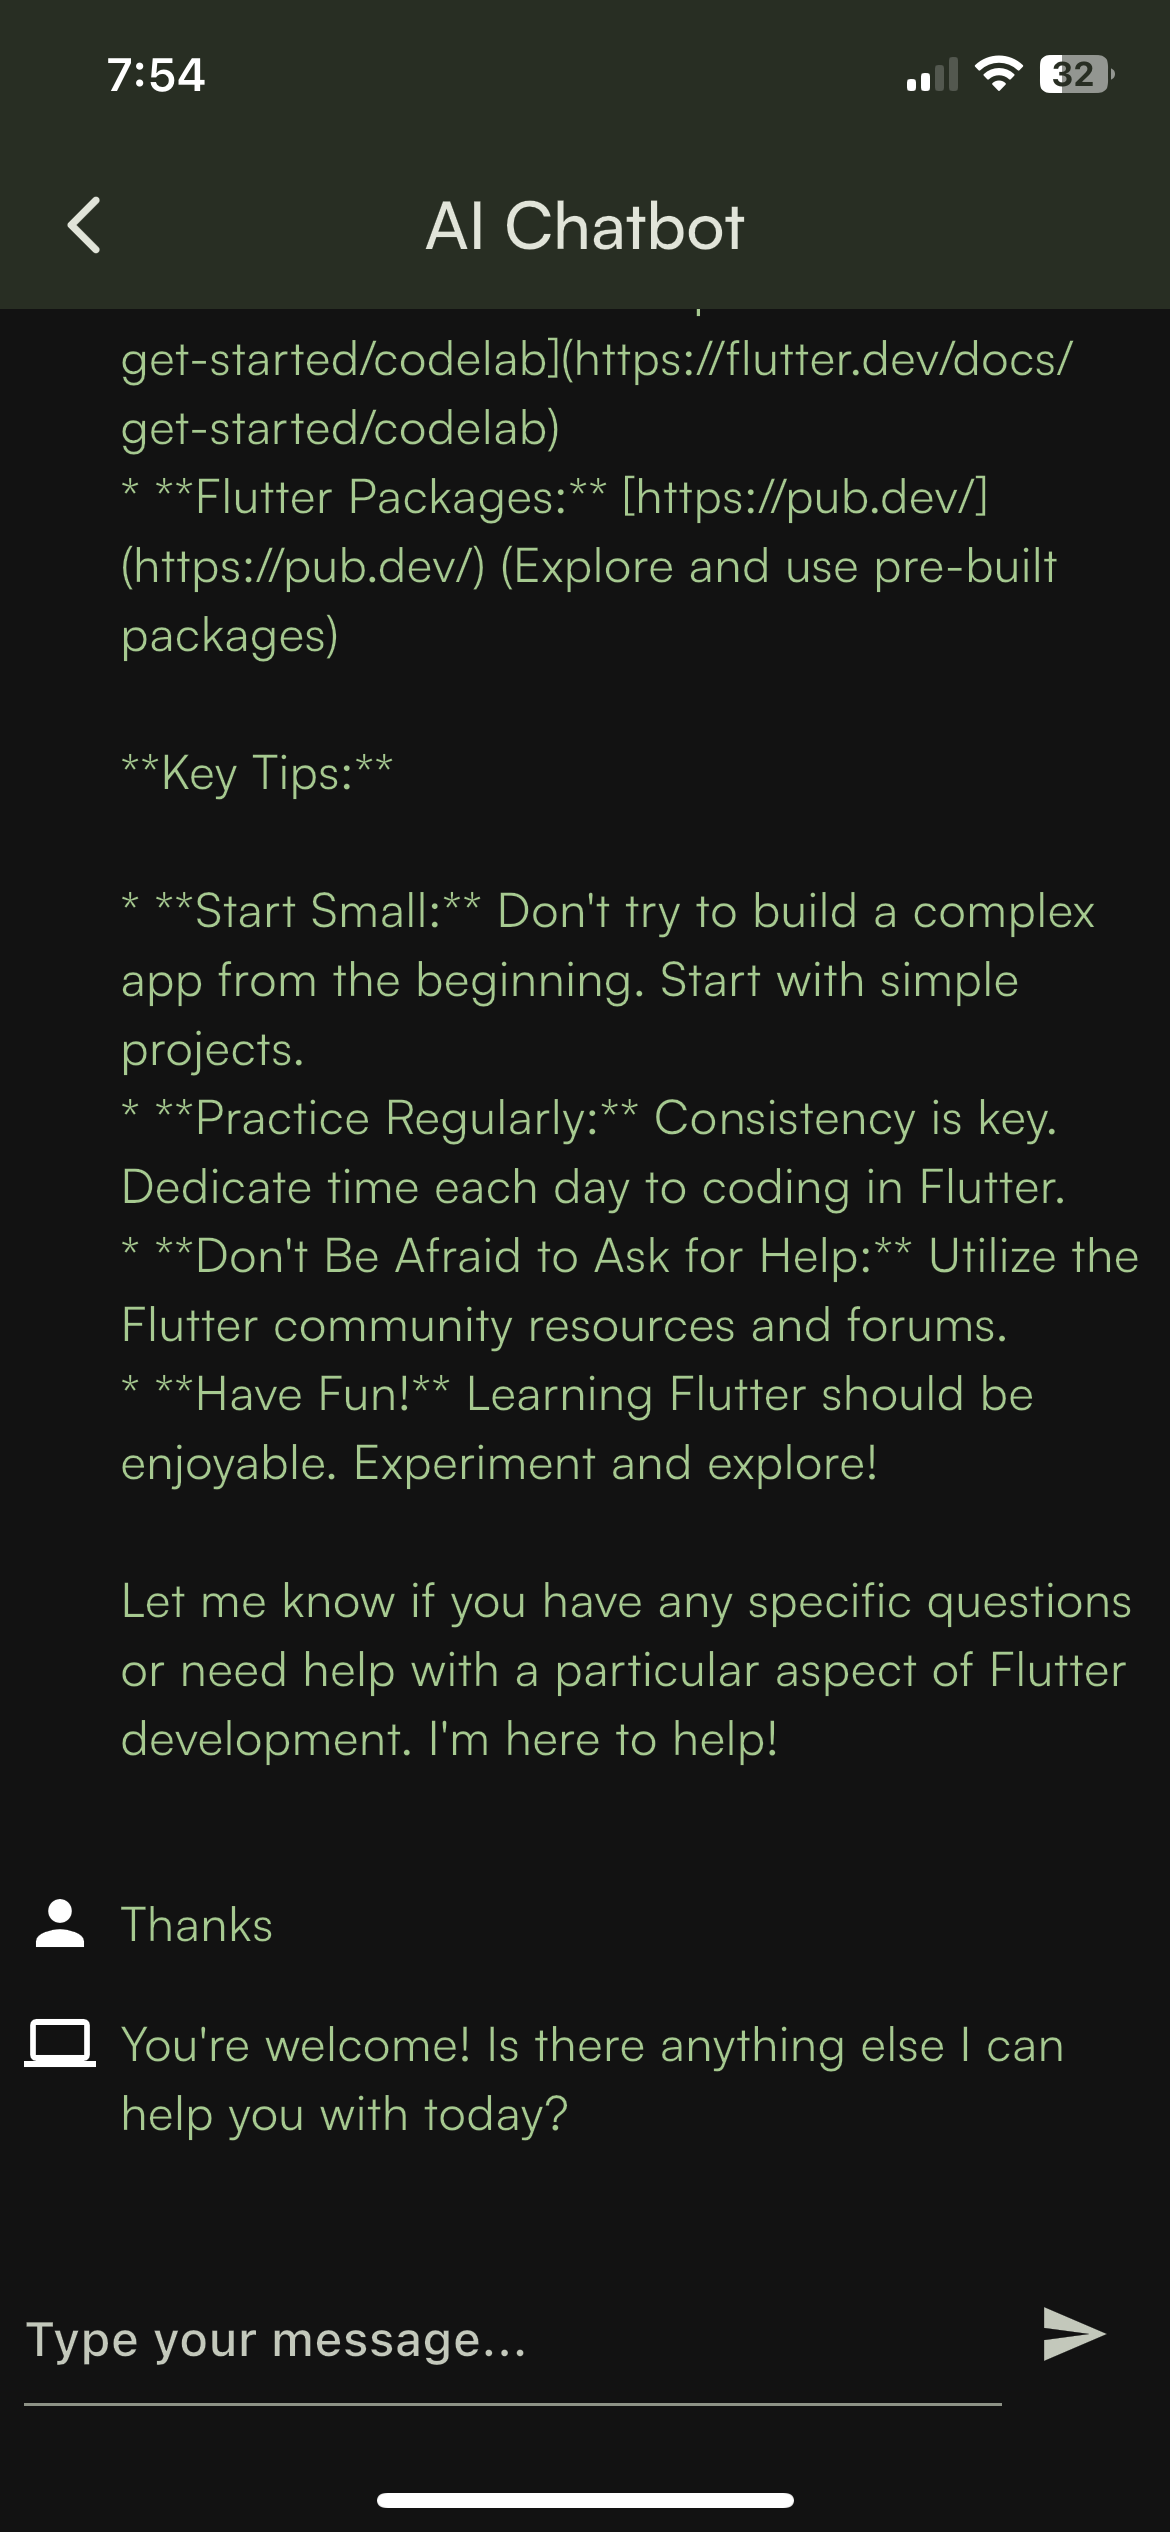 7:54
32
AI Chatbot
get-started/codelab](https://flutter.dev/docs/
get-started/codelab)
* **Flutter Packages:** [https://pub.dev/]
(https://pub.dev/) (Explore and use pre-built
packages)
**Key Tips:**
* **Start Small:** Don't try to build a complex
app from the beginning. Start with simple
projects.
* **Practice Regularly:** Consistency is key.
Dedicate time each day to coding in Flutter.
* **Don't Be Afraid to Ask for Help:** Utilize the
Flutter community resources and forums.
* **Have Fun!** Learning Flutter should be
enjoyable. Experiment and explore!
Let me know if you have any specific questions
or need help with a particular aspect of Flutter
development. I'm here to help!
Thanks
You're welcome! Is there anything else I can
help you with today?
Type your message...